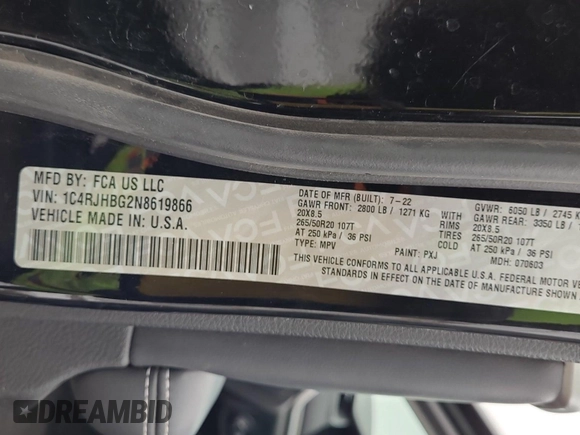 MFD BY: FCA US LLC
VIN: 1C4RJHBG2N8619866
VEHICLE MADE IN: U.S.A.
DATE OF MFR (BUILT): 7-22
GVWR: 6050 LB / 2745 K
GAWR FRONT: 2800 LB / 1271 KG
GAWR REAR: 3350 LB /
20X8.5
RIMS 20X8.5
265/50R20 107T
TIRES 265/50R20 107T
AT 250 kPa / 36 PSI
COLD AT 250 kPa / 36 PSI
TYPE: MPV
PAINT: PXJ
MDH: 070603
THIS VEHICLE CONFORMS TO ALL APPLICABLE U.S.A. FEDERAL MOTOR VE
STANDARDS IN EFFECT ON THE DATE OF MANUFACTURE SHOWN
DREAMBID